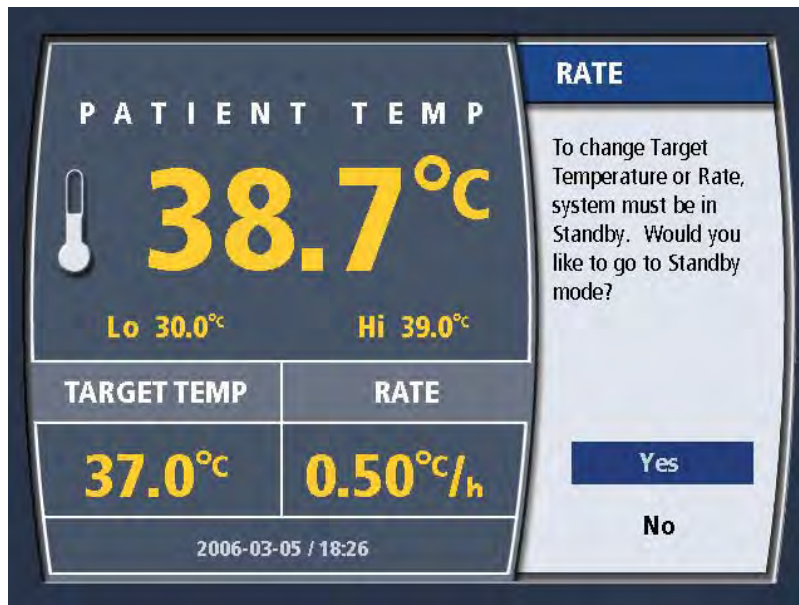 PATIENT TEMP
38.7°C
Lo 30.0°C Hi 39.0°C
TARGET TEMP
37.0°C
RATE
0.50°C/h
2006-03-05 / 18:26
RATE
To change Target
Temperature or Rate,
system must be in
Standby. Would you
like to go to Standby
mode?
Yes
No